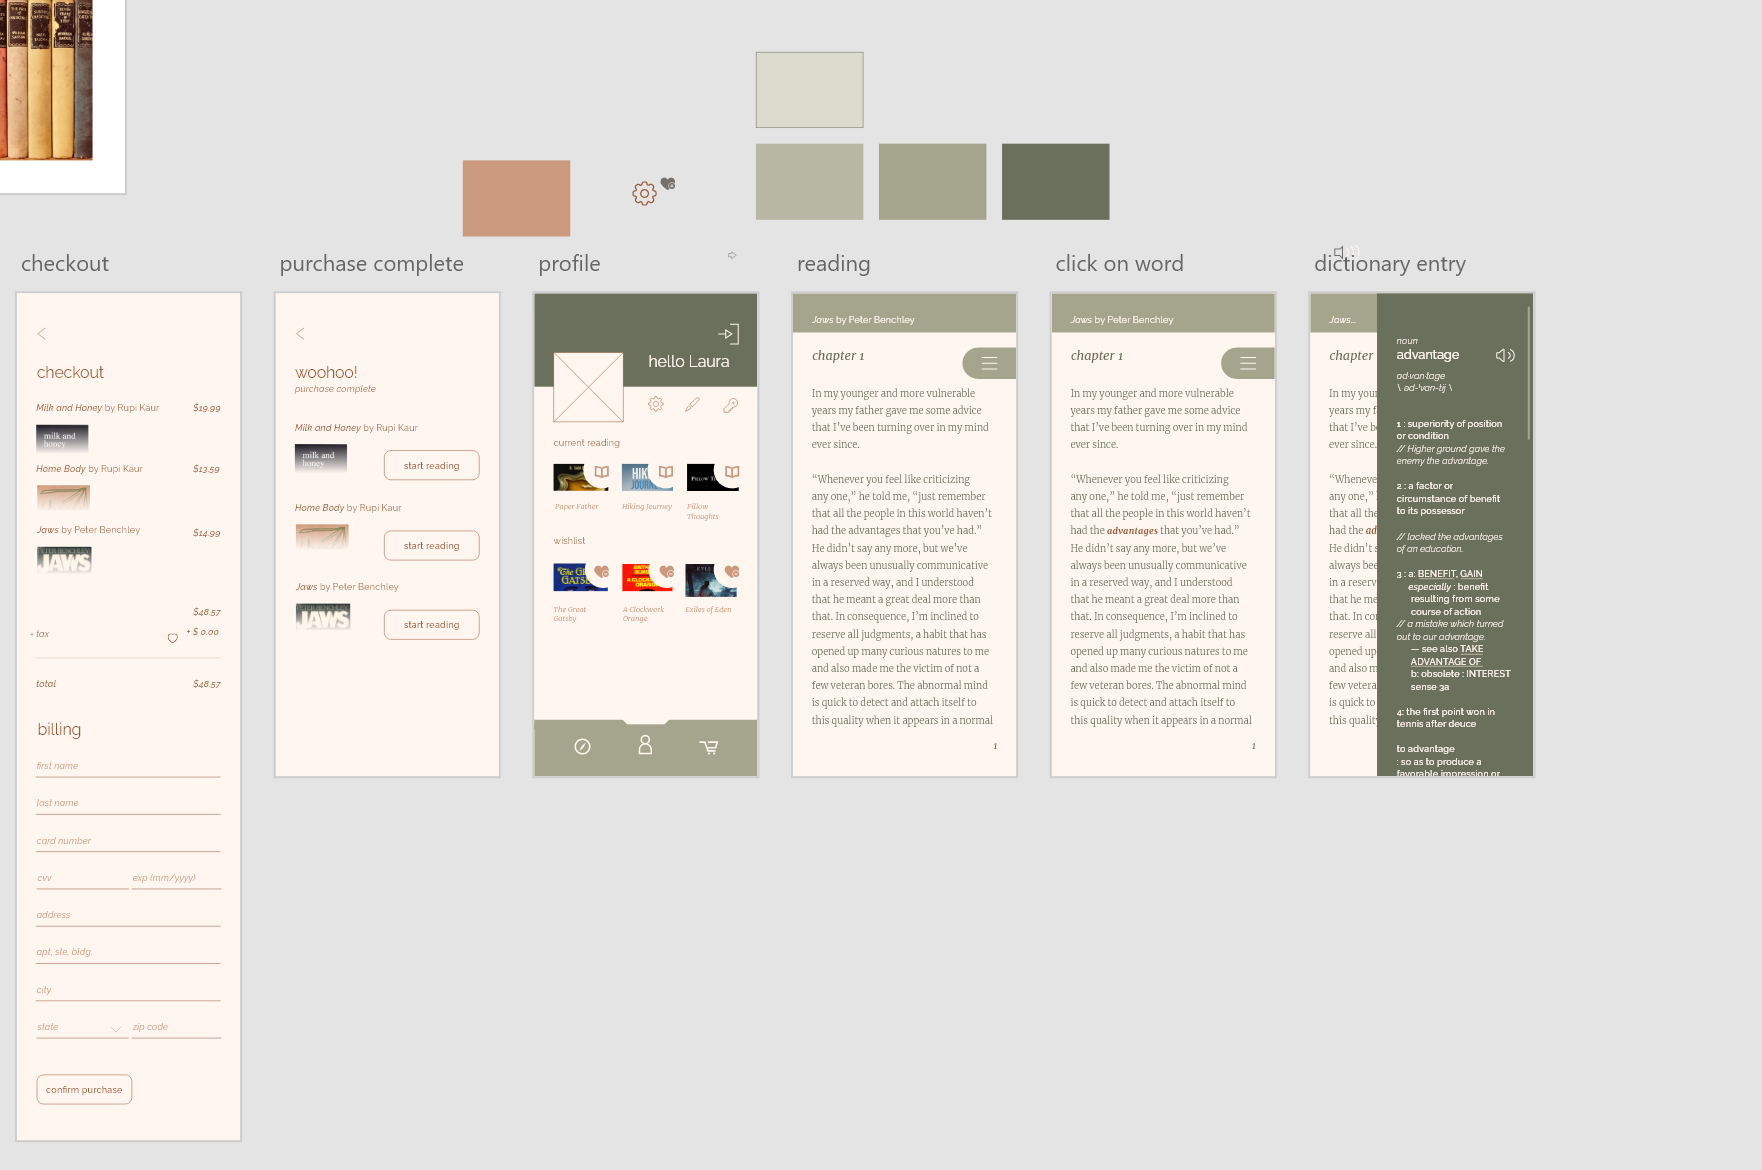 checkout
purchase complete
profile
reading
click on word
dictionary entry
checkout
Milk and Honey by Rupi Kaur
$19.99
milk and
honey
Home Body by Rupi Kaur
$13.59
Jaws by Peter Benchley
$14.99
PETER BENCHLEY
JAWS
$48.57
+ tax
+ $ 0.00
total
$48.57
billing
first name
last name
card number
cvv
exp (mm/yyyy)
address
apt, ste, bldg.
city
state
zip code
confirm purchase
woohoo!
purchase complete
Milk and Honey by Rupi Kaur
milk and
honey
start reading
Home Body by Rupi Kaur
start reading
Jaws by Peter Benchley
PETER BENCHLEY
JAWS
start reading
hello Laura
current reading
Paper Father
Hiking Journey
Pillow
Thoughts
wishlist
The Great
Gatsby
A Clockwork
Orange
Exiles of Eden
Jaws by Peter Benchley
chapter 1
In my younger and more vulnerable
years my father gave me some advice
that I’ve been turning over in my mind
ever since.
“Whenever you feel like criticizing
any one,” he told me, “just remember
that all the people in this world haven’t
had the advantages that you’ve had.”
He didn’t say any more, but we’ve
always been unusually communicative
in a reserved way, and I understood
that he meant a great deal more than
that. In consequence, I’m inclined to
reserve all judgments, a habit that has
opened up many curious natures to me
and also made me the victim of not a
few veteran bores. The abnormal mind
is quick to detect and attach itself to
this quality when it appears in a normal
1
Jaws by Peter Benchley
chapter 1
In my younger and more vulnerable
years my father gave me some advice
that I’ve been turning over in my mind
ever since.
“Whenever you feel like criticizing
any one,” he told me, “just remember
that all the people in this world haven’t
had the advantages that you’ve had.”
He didn’t say any more, but we’ve
always been unusually communicative
in a reserved way, and I understood
that he meant a great deal more than
that. In consequence, I’m inclined to
reserve all judgments, a habit that has
opened up many curious natures to me
and also made me the victim of not a
few veteran bores. The abnormal mind
is quick to detect and attach itself to
this quality when it appears in a normal
1
Jaws...
chapter
In my your
years my f
that I’ve be
ever since.
“Wheneve
any one,”
that all the
had the ad
He didn’t s
always bee
in a reserv
that he me
that. In co
reserve all
opened up
and also m
few vetera
is quick to
this qualit
noun
advantage
ad·van·tage
\ əd-ˈvan-tij \
1 : superiority of position
or condition
// Higher ground gave the
enemy the advantage.
2 : a factor or
circumstance of benefit
to its possessor
// lacked the advantages
of an education.
3 : a: BENEFIT, GAIN
especially : benefit
resulting from some
course of action
// a mistake which turned
out to our advantage.
— see also TAKE
ADVANTAGE OF
b: obsolete : INTEREST
sense 3a
4: the first point won in
tennis after deuce
to advantage
: so as to produce a
favorable impression or